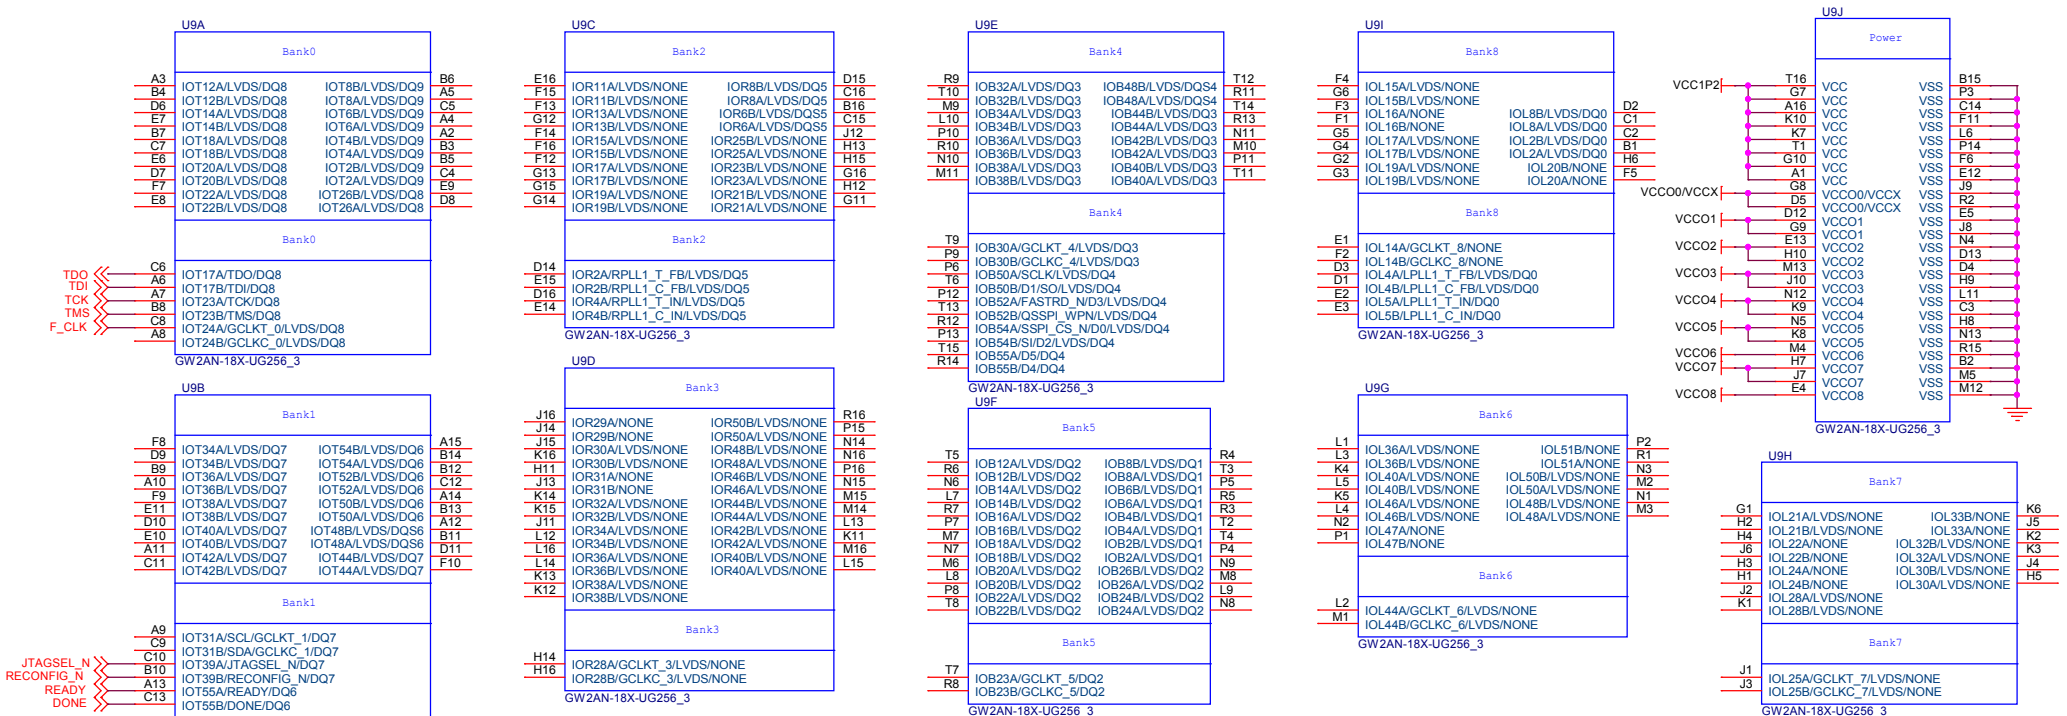 U9A
Bank0
A3 IOT12A/LVDS/DQ8 IOT8B/LVDS/DQ9 B6
B4 IOT12B/LVDS/DQ8 IOT8A/LVDS/DQ9 A5
D6 IOT14A/LVDS/DQ8 IOT6B/LVDS/DQ9 C5
E7 IOT14B/LVDS/DQ8 IOT6A/LVDS/DQ9 A4
B7 IOT18A/LVDS/DQ8 IOT4B/LVDS/DQ9 A2
C7 IOT18B/LVDS/DQ8 IOT4A/LVDS/DQ9 B3
E6 IOT20A/LVDS/DQ8 IOT2B/LVDS/DQ9 B5
D7 IOT20B/LVDS/DQ8 IOT2A/LVDS/DQ9 C4
F7 IOT22A/LVDS/DQ8 IOT26B/LVDS/DQ8 E9
E8 IOT22B/LVDS/DQ8 IOT26A/LVDS/DQ8 D8
Bank0
TDO C6 IOT17A/TDO/DQ8
TDI A6 IOT17B/TDI/DQ8
TCK A7 IOT23A/TCK/DQ8
TMS B8 IOT23B/TMS/DQ8
F_CLK C8 IOT24A/GCLKT_0/LVDS/DQ8
A8 IOT24B/GCLKC_0/LVDS/DQ8
GW2AN-18X-UG256_3
U9B
Bank1
F8 IOT34A/LVDS/DQ7 IOT54B/LVDS/DQ6 A15
D9 IOT34B/LVDS/DQ7 IOT54A/LVDS/DQ6 B14
B9 IOT36A/LVDS/DQ7 IOT52B/LVDS/DQ6 B12
A10 IOT36B/LVDS/DQ7 IOT52A/LVDS/DQ6 C12
F9 IOT38A/LVDS/DQ7 IOT50B/LVDS/DQ6 A14
E11 IOT38B/LVDS/DQ7 IOT50A/LVDS/DQ6 B13
D10 IOT40A/LVDS/DQ7 IOT48B/LVDS/DQS6 A12
E10 IOT40B/LVDS/DQ7 IOT48A/LVDS/DQS6 B11
A11 IOT42A/LVDS/DQ7 IOT44B/LVDS/DQ7 D11
C11 IOT42B/LVDS/DQ7 IOT44A/LVDS/DQ7 F10
Bank1
A9 IOT31A/SCL/GCLKT_1/DQ7
C9 IOT31B/SDA/GCLKC_1/DQ7
JTAGSEL_N C10 IOT39A/JTAGSEL_N/DQ7
RECONFIG_N B10 IOT39B/RECONFIG_N/DQ7
READY A13 IOT55A/READY/DQ6
DONE C13 IOT55B/DONE/DQ6
U9C
Bank2
E16 IOR11A/LVDS/NONE IOR8B/LVDS/DQ5 D15
F15 IOR11B/LVDS/NONE IOR8A/LVDS/DQ5 C16
F13 IOR13A/LVDS/NONE IOR6B/LVDS/DQS5 B16
G12 IOR13B/LVDS/NONE IOR6A/LVDS/DQS5 C15
F14 IOR15A/LVDS/NONE IOR25B/LVDS/NONE J12
F16 IOR15B/LVDS/NONE IOR25A/LVDS/NONE H13
F12 IOR17A/LVDS/NONE IOR23B/LVDS/NONE H15
G13 IOR17B/LVDS/NONE IOR23A/LVDS/NONE G16
G15 IOR19A/LVDS/NONE IOR21B/LVDS/NONE H12
G14 IOR19B/LVDS/NONE IOR21A/LVDS/NONE G11
Bank2
D14 IOR2A/RPLL1_T_FB/LVDS/DQ5
E15 IOR2B/RPLL1_C_FB/LVDS/DQ5
D16 IOR4A/RPLL1_T_IN/LVDS/DQ5
E14 IOR4B/RPLL1_C_IN/LVDS/DQ5
GW2AN-18X-UG256_3
U9D
Bank3
J16 IOR29A/NONE IOR50B/LVDS/NONE R16
J14 IOR29B/NONE IOR50A/LVDS/NONE P15
J15 IOR30A/LVDS/NONE IOR48B/LVDS/NONE N14
K16 IOR30B/LVDS/NONE IOR48A/LVDS/NONE N16
H11 IOR31A/NONE IOR46B/LVDS/NONE P16
J13 IOR31B/NONE IOR46A/LVDS/NONE N15
K14 IOR32A/LVDS/NONE IOR44B/LVDS/NONE M15
K15 IOR32B/LVDS/NONE IOR44A/LVDS/NONE M14
J11 IOR34A/LVDS/NONE IOR42B/LVDS/NONE L13
L12 IOR34B/LVDS/NONE IOR42A/LVDS/NONE K11
L16 IOR36A/LVDS/NONE IOR40B/LVDS/NONE M16
L14 IOR36B/LVDS/NONE IOR40A/LVDS/NONE L15
K13 IOR38A/LVDS/NONE
K12 IOR38B/LVDS/NONE
Bank3
H14 IOR28A/GCLKT_3/LVDS/NONE
H16 IOR28B/GCLKC_3/LVDS/NONE
GW2AN-18X-UG256_3
U9E
Bank4
R9 IOB32A/LVDS/DQ3 IOB48B/LVDS/DQS4 T12
T10 IOB32B/LVDS/DQ3 IOB48A/LVDS/DQS4 R11
M9 IOB34A/LVDS/DQ3 IOB44B/LVDS/DQ3 T14
L10 IOB34B/LVDS/DQ3 IOB44A/LVDS/DQ3 R13
P10 IOB36A/LVDS/DQ3 IOB42B/LVDS/DQ3 N11
R10 IOB36B/LVDS/DQ3 IOB42A/LVDS/DQ3 M10
N10 IOB38A/LVDS/DQ3 IOB40B/LVDS/DQ3 P11
M11 IOB38B/LVDS/DQ3 IOB40A/LVDS/DQ3 T11
Bank4
T9 IOB30A/GCLKT_4/LVDS/DQ3
P9 IOB30B/GCLKC_4/LVDS/DQ3
P6 IOB50A/SCLK/LVDS/DQ4
T6 IOB50B/D1/SO/LVDS/DQ4
P12 IOB52A/FASTRD_N/D3/LVDS/DQ4
T13 IOB52B/QSSPI_WPN/LVDS/DQ4
R12 IOB54A/SSPI_CS_N/D0/LVDS/DQ4
P13 IOB54B/SI/D2/LVDS/DQ4
T15 IOB55A/D5/DQ4
R14 IOB55B/D4/DQ4
GW2AN-18X-UG256_3
U9F
Bank5
T5 IOB12A/LVDS/DQ2 IOB8B/LVDS/DQ1 R4
R6 IOB12B/LVDS/DQ2 IOB8A/LVDS/DQ1 T3
N6 IOB14A/LVDS/DQ2 IOB6B/LVDS/DQ1 P5
L7 IOB14B/LVDS/DQ2 IOB6A/LVDS/DQ1 R5
R7 IOB16A/LVDS/DQ2 IOB4B/LVDS/DQ1 R3
P7 IOB16B/LVDS/DQ2 IOB4A/LVDS/DQ1 T2
M7 IOB18A/LVDS/DQ2 IOB2B/LVDS/DQ1 T4
N7 IOB18B/LVDS/DQ2 IOB2A/LVDS/DQ1 P4
M6 IOB20A/LVDS/DQ2 IOB26B/LVDS/DQ2 N9
L8 IOB20B/LVDS/DQ2 IOB26A/LVDS/DQ2 M8
P8 IOB22A/LVDS/DQ2 IOB24B/LVDS/DQ2 L9
T8 IOB22B/LVDS/DQ2 IOB24A/LVDS/DQ2 N8
Bank5
T7 IOB23A/GCLKT_5/DQ2
R8 IOB23B/GCLKC_5/DQ2
GW2AN-18X-UG256_3
U9I
Bank8
F4 IOL15A/LVDS/NONE
G6 IOL15B/LVDS/NONE
F3 IOL16A/NONE IOL8B/LVDS/DQ0 D2
F1 IOL16B/NONE IOL8A/LVDS/DQ0 C1
G5 IOL17A/LVDS/NONE IOL2B/LVDS/DQ0 C2
G4 IOL17B/LVDS/NONE IOL2A/LVDS/DQ0 B1
G2 IOL19A/LVDS/NONE IOL20B/NONE H6
G3 IOL19B/LVDS/NONE IOL20A/NONE F5
Bank8
E1 IOL14A/GCLKT_8/NONE
F2 IOL14B/GCLKC_8/NONE
D3 IOL4A/LPLL1_T_FB/LVDS/DQ0
D1 IOL4B/LPLL1_C_FB/LVDS/DQ0
E2 IOL5A/LPLL1_T_IN/DQ0
E3 IOL5B/LPLL1_C_IN/DQ0
GW2AN-18X-UG256_3
U9G
Bank6
L1 IOL36A/LVDS/NONE IOL51B/NONE P2
L3 IOL36B/LVDS/NONE IOL51A/NONE R1
K4 IOL40A/LVDS/NONE IOL50B/LVDS/NONE N3
L5 IOL40B/LVDS/NONE IOL50A/LVDS/NONE M2
K5 IOL46A/LVDS/NONE IOL48B/LVDS/NONE N1
L4 IOL46B/LVDS/NONE IOL48A/LVDS/NONE M3
N2 IOL47A/NONE
P1 IOL47B/NONE
Bank6
L2 IOL44A/GCLKT_6/LVDS/NONE
M1 IOL44B/GCLKC_6/LVDS/NONE
GW2AN-18X-UG256_3
U9J
Power
VCC1P2 T16 VCC VSS B15
G7 VCC VSS P3
A16 VCC VSS C14
K10 VCC VSS F11
K7 VCC VSS L6
T1 VCC VSS P14
G10 VCC VSS F6
A1 VCC VSS E12
VCCO0/VCCX G8 VCCO0/VCCX VSS J9
D5 VCCO0/VCCX VSS R2
VCCO1 D12 VCCO1 VSS E5
G9 VCCO1 VSS J8
VCCO2 E13 VCCO2 VSS N4
H10 VCCO2 VSS D13
VCCO3 M13 VCCO3 VSS D4
J10 VCCO3 VSS H9
VCCO4 N12 VCCO4 VSS L11
K9 VCCO4 VSS C3
VCCO5 N5 VCCO5 VSS H8
K8 VCCO5 VSS N13
VCCO6 M4 VCCO6 VSS R15
VCCO7 H7 VCCO7 VSS B2
J7 VCCO7 VSS M5
VCCO8 E4 VCCO8 VSS M12
GW2AN-18X-UG256_3
U9H
Bank7
G1 IOL21A/LVDS/NONE IOL33B/NONE K6
H2 IOL21B/LVDS/NONE IOL33A/NONE J5
H4 IOL22A/NONE IOL32B/LVDS/NONE K2
J6 IOL22B/NONE IOL32A/LVDS/NONE K3
H3 IOL24A/NONE IOL30B/LVDS/NONE J4
H1 IOL24B/NONE IOL30A/LVDS/NONE H5
J2 IOL28A/LVDS/NONE
K1 IOL28B/LVDS/NONE
Bank7
J1 IOL25A/GCLKT_7/LVDS/NONE
J3 IOL25B/GCLKC_7/LVDS/NONE
GW2AN-18X-UG256_3